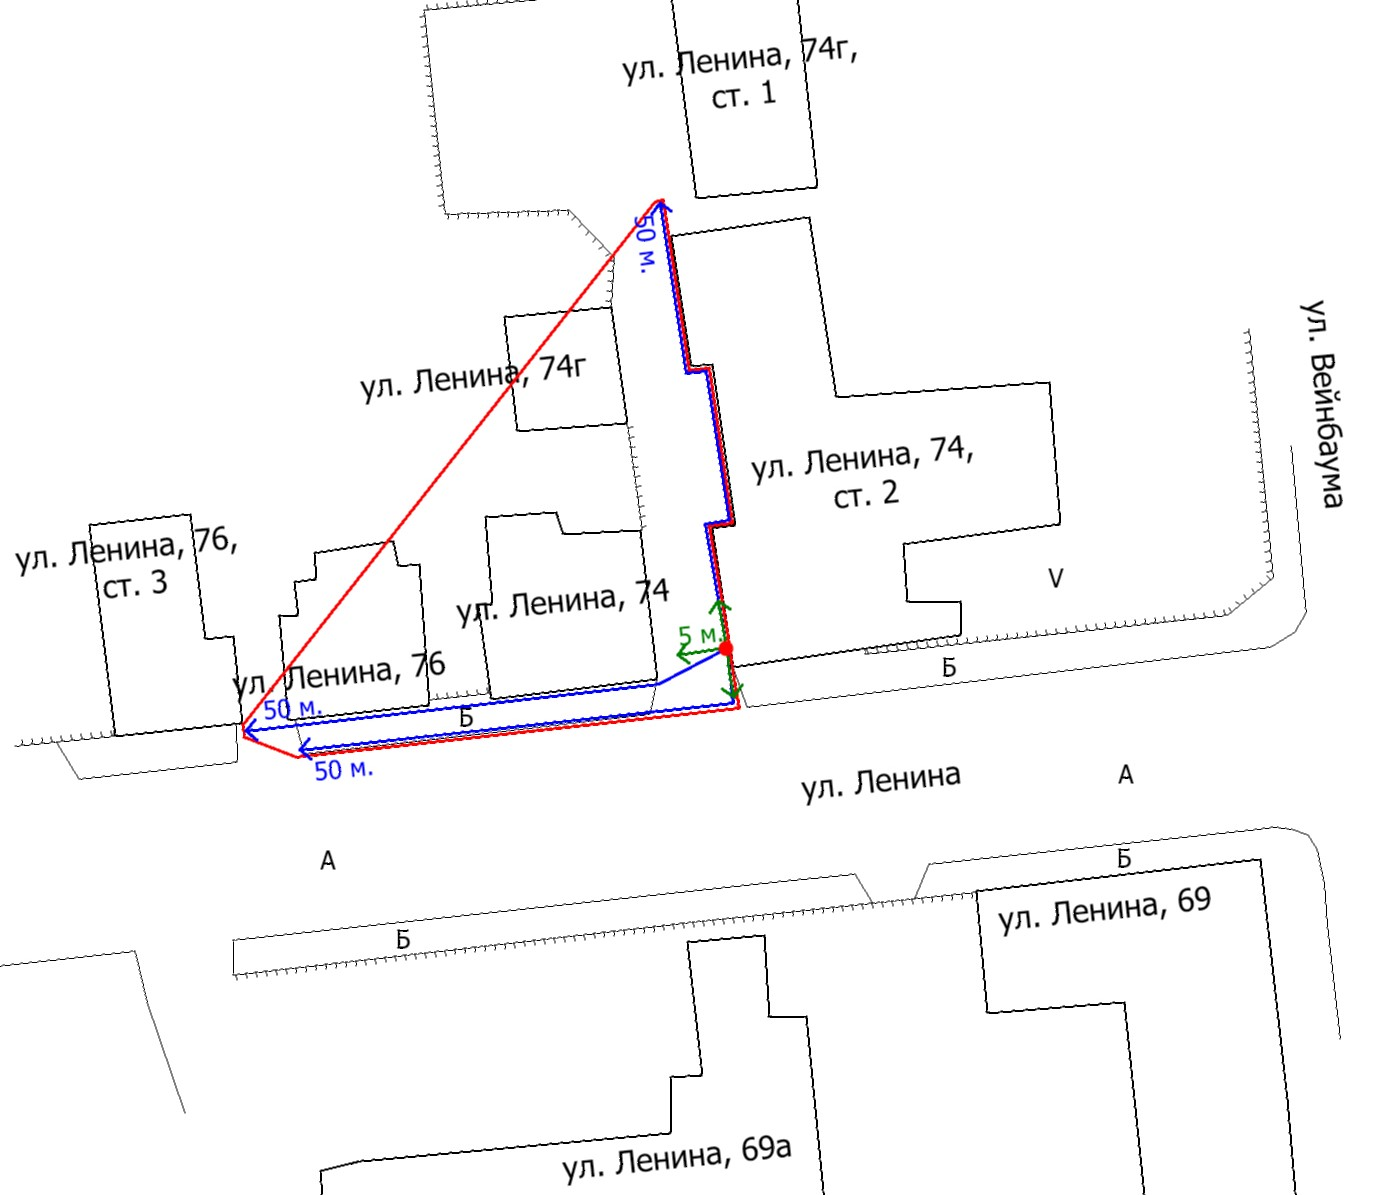 ул. Ленина, 74г,
ст. 1
50 м.
ул. Вейнбаума
ул. Ленина, 74г
ул. Ленина, 74,
ст. 2
ул. Ленина, 76,
ст. 3
V
ул. Ленина, 74
5 м.
ул. Ленина, 76
Б
50 м.
Б
50 м.
ул. Ленина
А
А
Б
ул. Ленина, 69
Б
ул. Ленина, 69а